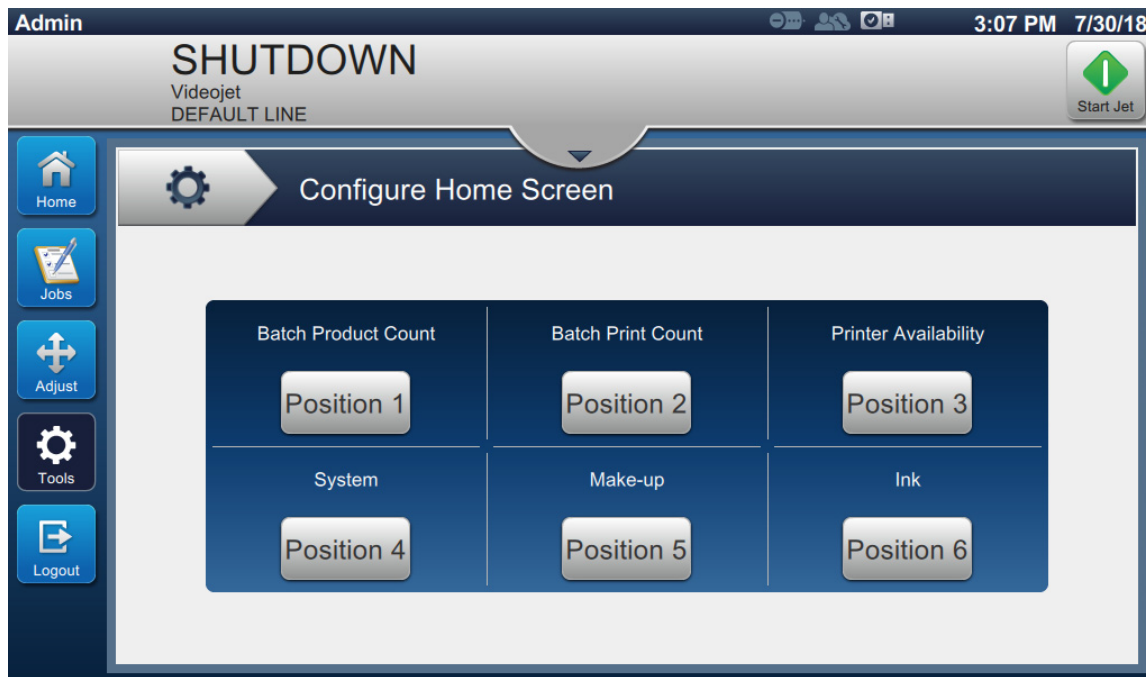 Admin
3:07 PM 7/30/18
SHUTDOWN
Videojet
DEFAULT LINE
Start Jet
Home
Configure Home Screen
Jobs
Adjust
Tools
Logout
Batch Product Count
Batch Print Count
Printer Availability
Position 1
Position 2
Position 3
System
Make-up
Ink
Position 4
Position 5
Position 6